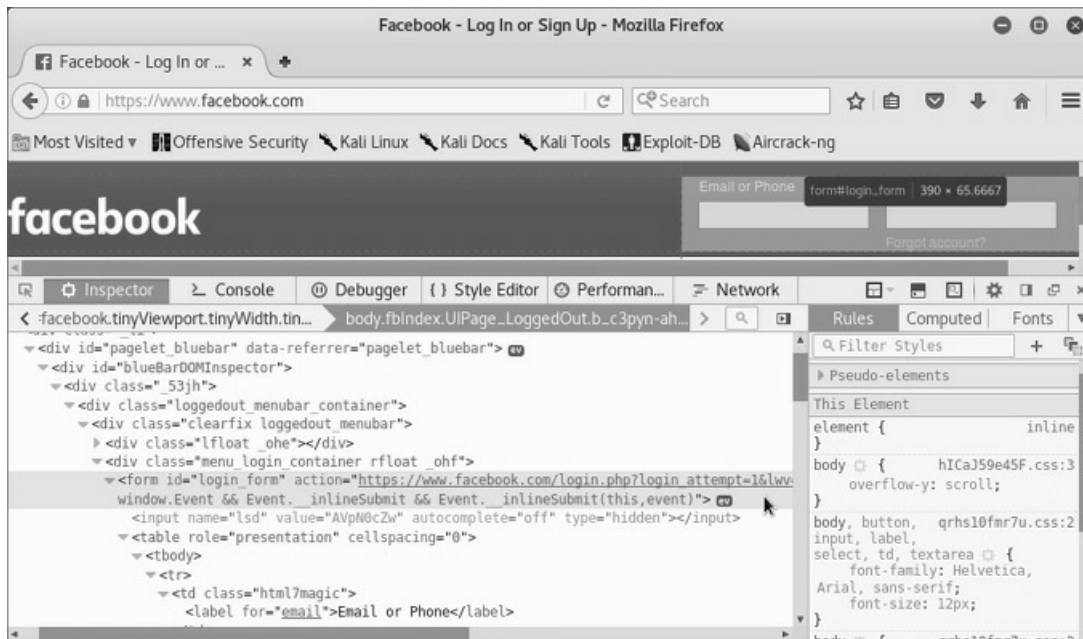 Facebook - Log In or Sign Up - Mozilla Firefox
Facebook - Log In or ...
https://www.facebook.com
Search
Most Visited
Offensive Security
Kali Linux
Kali Docs
Kali Tools
Exploit-DB
Aircrack-ng
facebook
Email or Phone
form#login_form | 390 × 65.6667
Forgot account?
Inspector
Console
Debugger
{ } Style Editor
Performan...
Network
:facebook.tinyViewport.tinyWidth.tin...
body.fbIndex.UIPage_LoggedOut.b_c3pyn-ah...
Rules
Computed
Fonts
<div id="pagelet_bluebar" data-referrer="pagelet_bluebar"> ev
<div id="blueBarDOMInspector">
<div class="_53jh">
<div class="loggedout_menubar_container">
<div class="clearfix loggedout_menubar">
<div class="lfloat _ohe"></div>
<div class="menu_login_container rfloat _ohf">
<form id="login_form" action="https://www.facebook.com/login.php?login_attempt=1&lwv=
window.Event && Event.__inlineSubmit && Event.__inlineSubmit(this,event)"> ev
<input name="lsd" value="AVpN0cZw" autocomplete="off" type="hidden"></input>
<table role="presentation" cellspacing="0">
<tbody>
<tr>
<td class="html7magic">
<label for="email">Email or Phone</label>
Filter Styles
+
Pseudo-elements
This Element
element { inline
}
body { hICaJ59e45F.css:3
overflow-y: scroll;
}
body, button, qrhs10fmr7u.css:2
input, label,
select, td, textarea {
font-family: Helvetica,
Arial, sans-serif;
font-size: 12px;
}